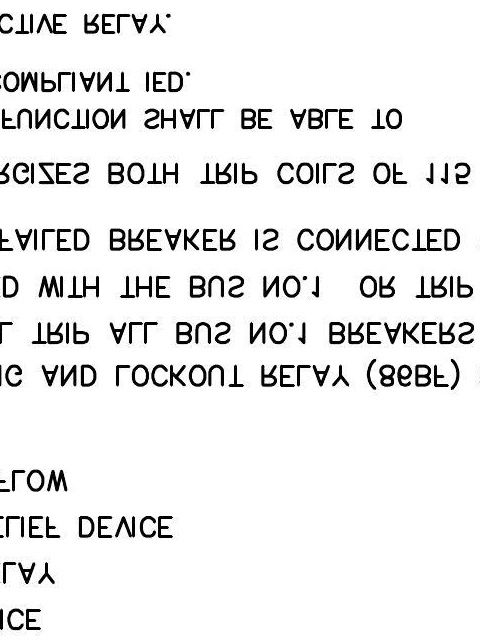 ICE
LAY
ELIEF DEVICE
FLOW
G AND LOCKOUT RELAY (86BF)
L TRIP ALL BUS NO.1 BREAKERS
D WITH THE BUS NO.1 OR TRIP
FAILED BREAKER IS CONNECTED
RGIZES BOTH TRIP COILS OF 115
FUNCTION SHALL BE ABLE TO
COMPLIANT IED.
CTIVE RELAY.